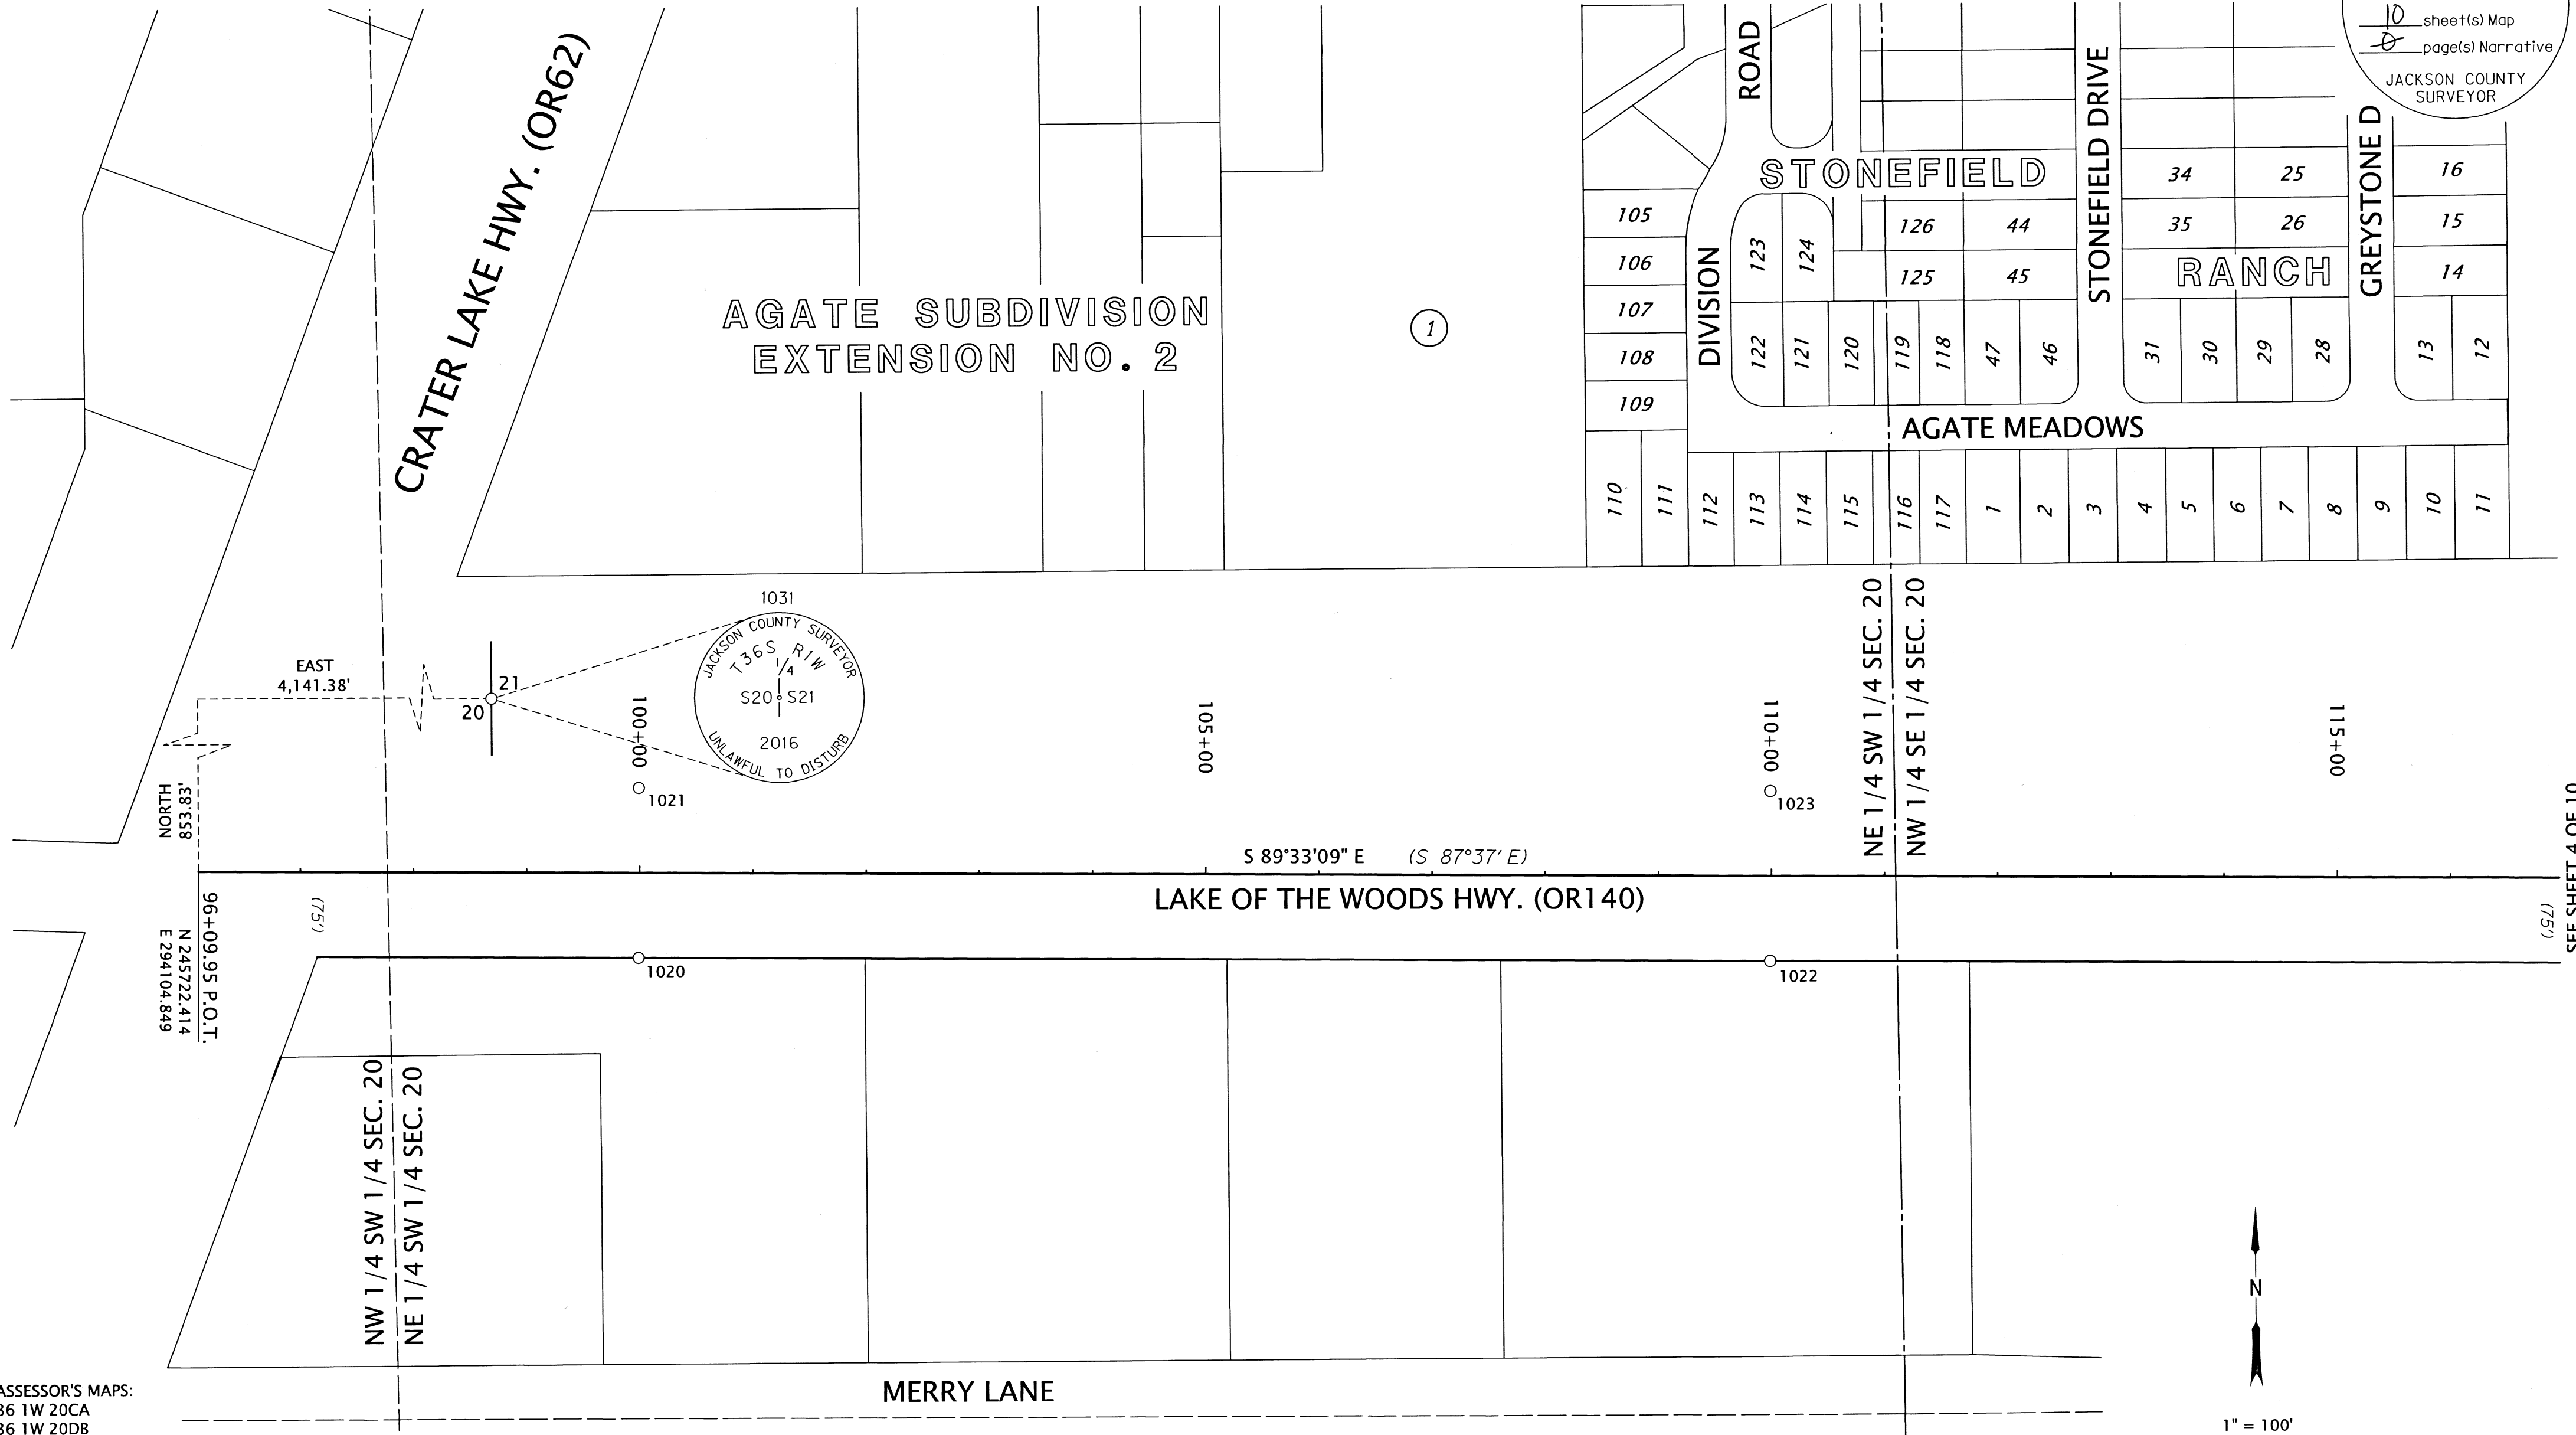 10 sheet(s) Map
0 page(s) Narrative
JACKSON COUNTY
SURVEYOR
CRATER LAKE HWY. (OR62)
AGATE SUBDIVISION
EXTENSION NO. 2
1
DIVISION
ROAD
STONEFIELD
RANCH
STONEFIELD DRIVE
GREYSTONE D
34
25
16
105
126
44
35
26
15
106
123
124
125
45
14
107
108
122
121
120
119
118
47
46
31
30
29
28
13
12
109
AGATE MEADOWS
110
111
112
113
114
115
116
117
1
2
3
4
5
6
7
8
9
10
11
1031
JACKSON COUNTY SURVEYOR
T36S R1W
1/4
S20 S21
2016
UNLAWFUL TO DISTURB
EAST
4,141.38'
21
20
853.83'
NORTH
100+00
105+00
110+00
115+00
1021
1023
NE 1/4 SW 1/4 SEC. 20
NW 1/4 SE 1/4 SEC. 20
S 89°33'09" E (S 87°37' E)
LAKE OF THE WOODS HWY. (OR140)
SEE SHEET 4 OF 10
(75')
(75')
96+09.95 P.O.T.
N 245722.414
E 294104.849
1020
1022
NW 1/4 SW 1/4 SEC. 20
NE 1/4 SW 1/4 SEC. 20
N
MERRY LANE
ASSESSOR'S MAPS:
36 1W 20CA
36 1W 20DB
1" = 100'